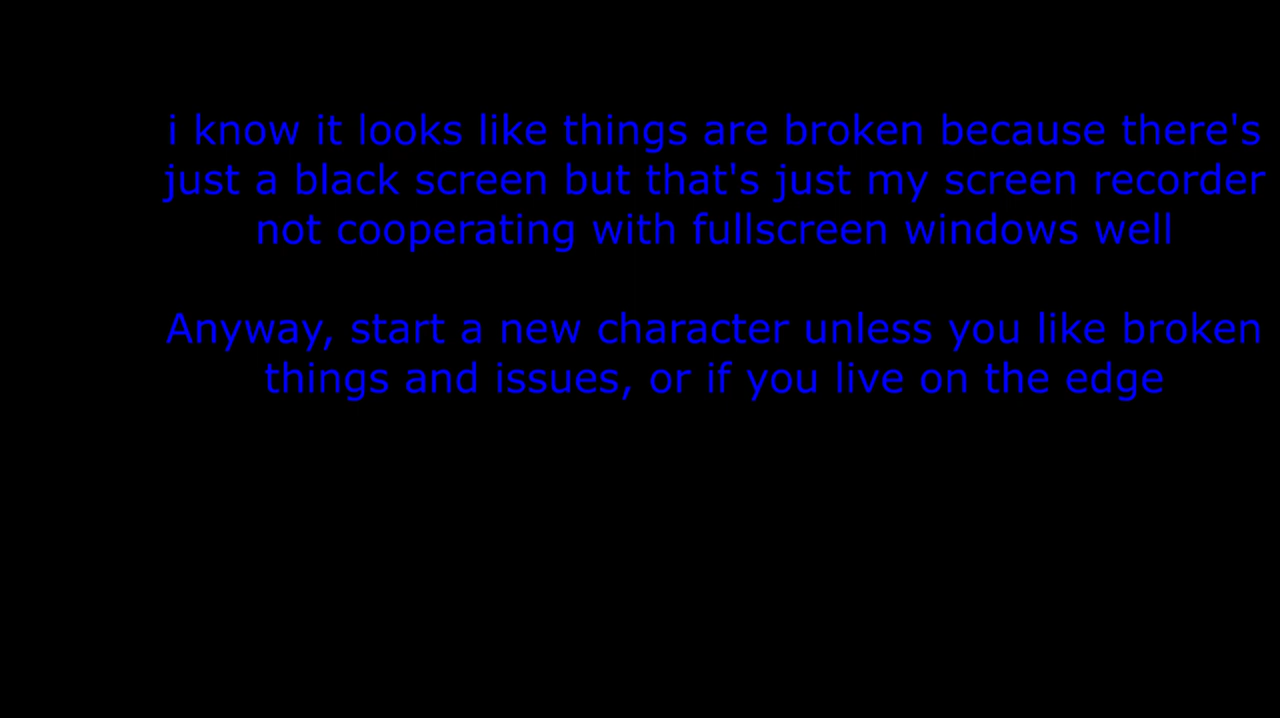 i know it looks like things are broken because there's
just a black screen but that's just my screen recorder
not cooperating with fullscreen windows well
Anyway, start a new character unless you like broken
things and issues, or if you live on the edge